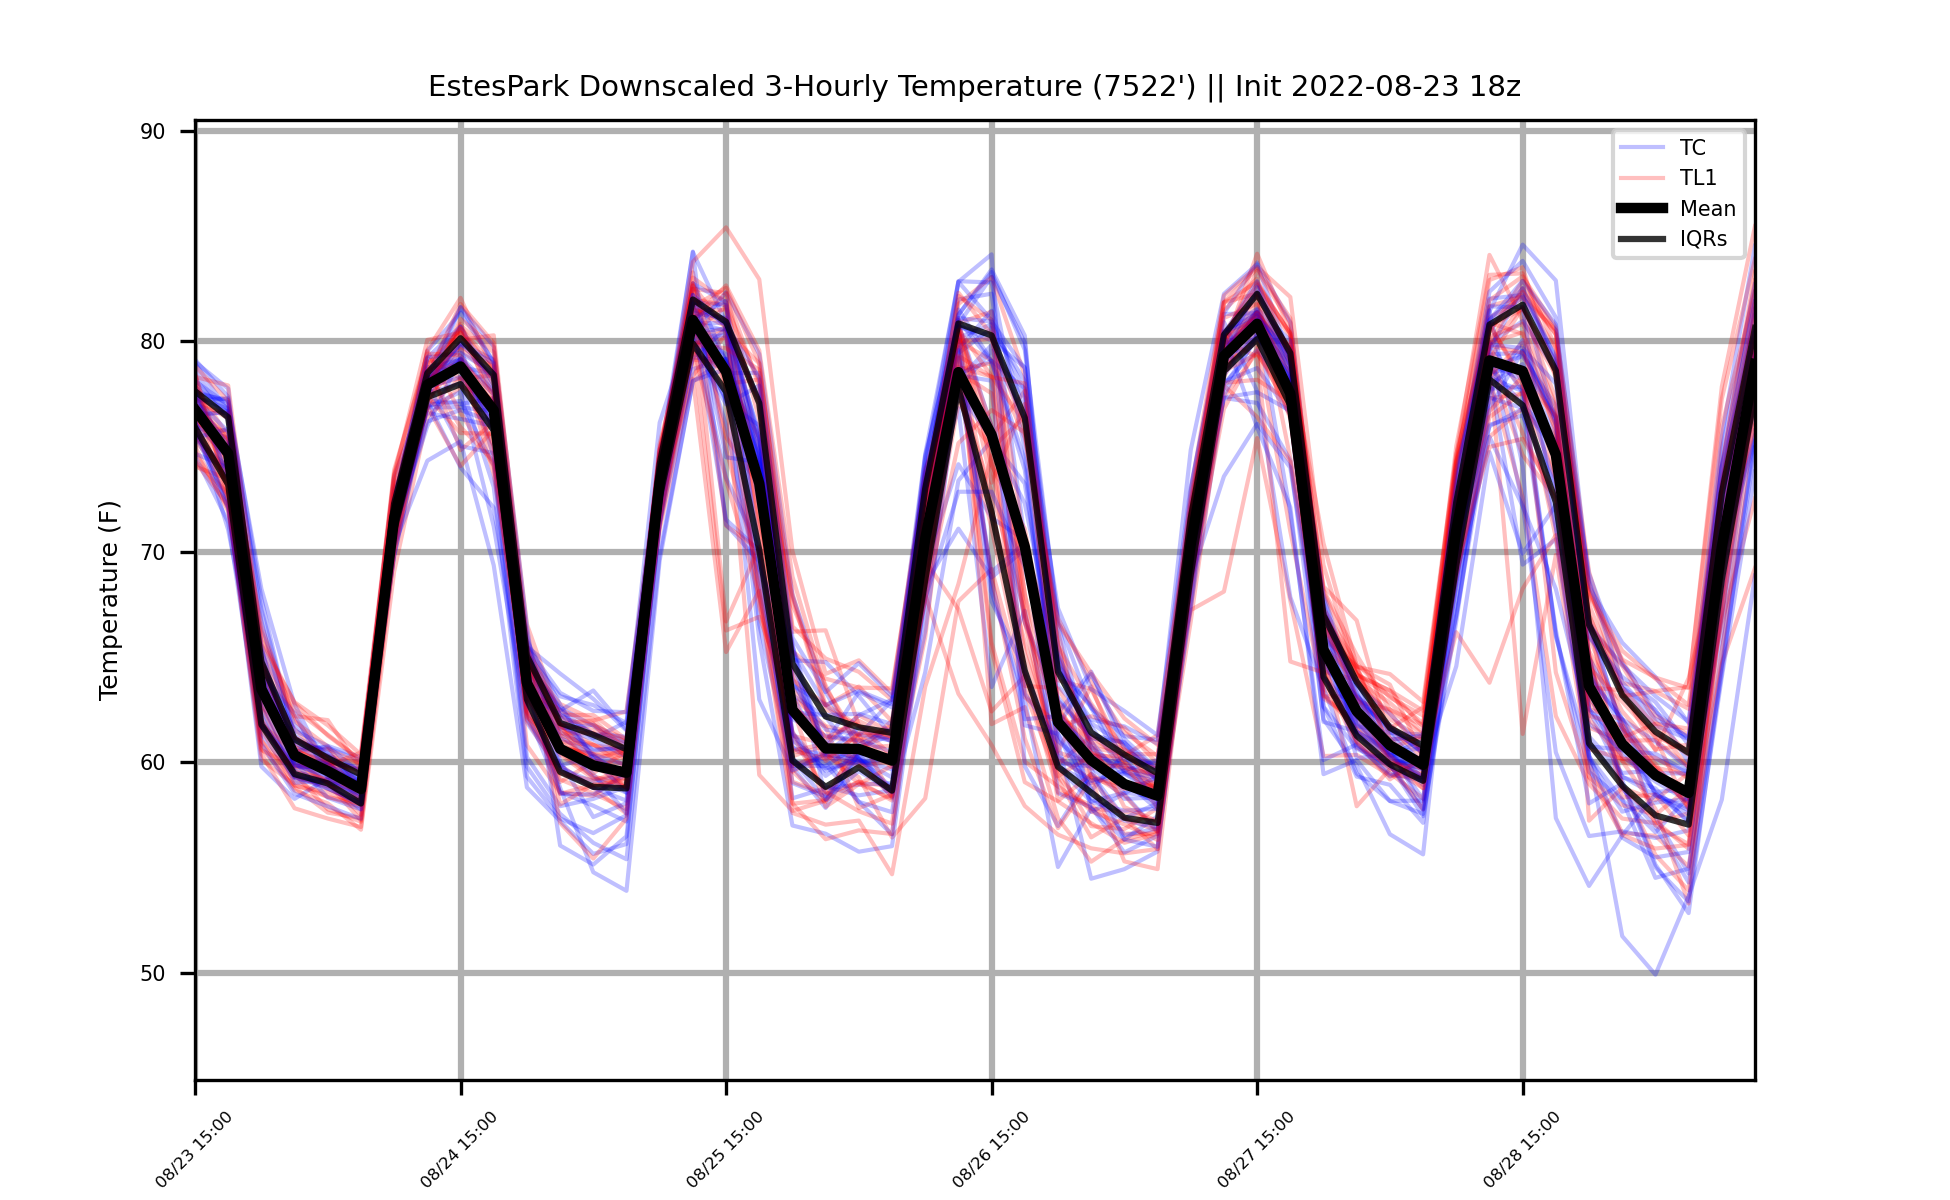 EstesPark Downscaled 3-Hourly Temperature (7522') || Init 2022-08-23 18z
90
80
70
60
50
Temperature (F)
TC
TL1
Mean
IQRs
08/23 15:00
08/24 15:00
08/25 15:00
08/26 15:00
08/27 15:00
08/28 15:00